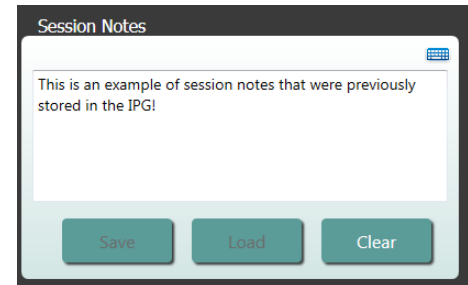 Session Notes
This is an example of session notes that were previously
stored in the IPG!
Save
Load
Clear